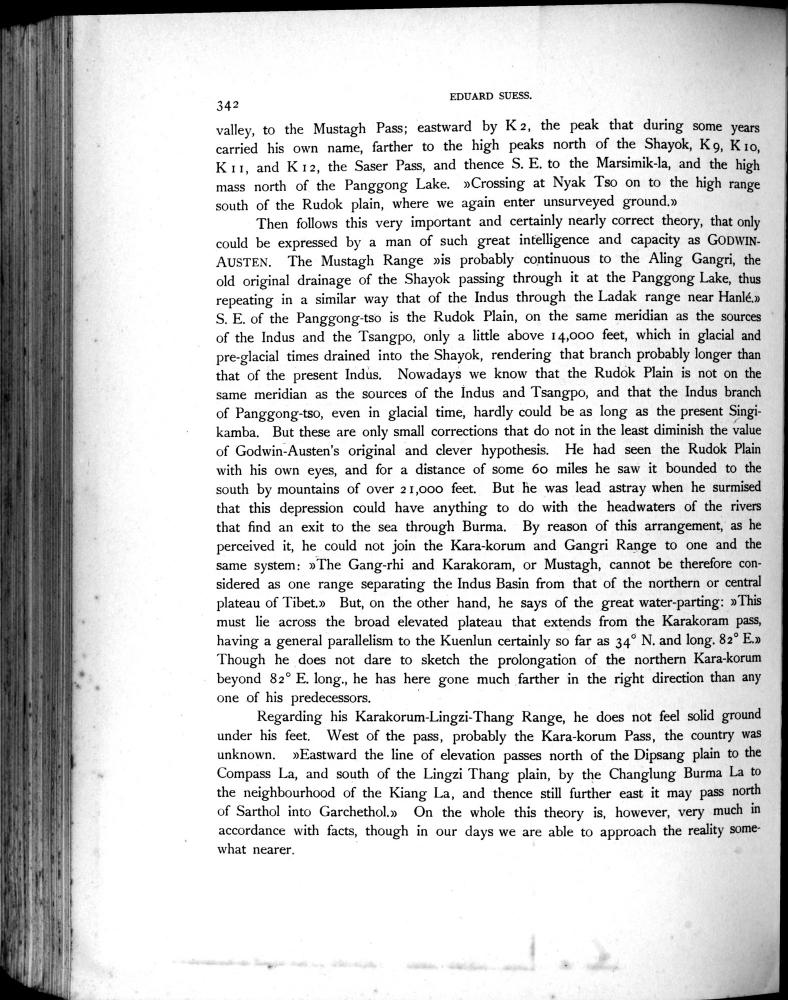 342
EDUARD SUESS.
valley, to the Mustagh Pass; eastward by K 2, the peak that during some years
carried his own name, farther to the high peaks north of the Shayok, K 9, K 10,
K 11, and K 12, the Saser Pass, and thence S. E. to the Marsimik-la, and the high
mass north of the Panggong Lake. »Crossing at Nyak Tso on to the high range
south of the Rudok plain, where we again enter unsurveyed ground.»
Then follows this very important and certainly nearly correct theory, that only
could be expressed by a man of such great intelligence and capacity as GODWIN-
AUSTEN. The Mustagh Range »is probably continuous to the Aling Gangri, the
old original drainage of the Shayok passing through it at the Panggong Lake, thus
repeating in a similar way that of the Indus through the Ladak range near Hanlé.»
S. E. of the Panggong-tso is the Rudok Plain, on the same meridian as the sources
of the Indus and the Tsangpo, only a little above 14,000 feet, which in glacial and
pre-glacial times drained into the Shayok, rendering that branch probably longer than
that of the present Indus. Nowadays we know that the Rudok Plain is not on the
same meridian as the sources of the Indus and Tsangpo, and that the Indus branch
of Panggong-tso, even in glacial time, hardly could be as long as the present Singi-
kamba. But these are only small corrections that do not in the least diminish the value
of Godwin-Austen's original and clever hypothesis. He had seen the Rudok Plain
with his own eyes, and for a distance of some 60 miles he saw it bounded to the
south by mountains of over 21,000 feet. But he was lead astray when he surmised
that this depression could have anything to do with the headwaters of the rivers
that find an exit to the sea through Burma. By reason of this arrangement, as he
perceived it, he could not join the Kara-korum and Gangri Range to one and the
same system: »The Gang-rhi and Karakoram, or Mustagh, cannot be therefore con-
sidered as one range separating the Indus Basin from that of the northern or central
plateau of Tibet.» But, on the other hand, he says of the great water-parting: »This
must lie across the broad elevated plateau that extends from the Karakoram pass,
having a general parallelism to the Kuenlun certainly so far as 34° N. and long. 82° E.»
Though he does not dare to sketch the prolongation of the northern Kara-korum
beyond 82° E. long., he has here gone much farther in the right direction than any
one of his predecessors.
Regarding his Karakorum-Lingzi-Thang Range, he does not feel solid ground
under his feet. West of the pass, probably the Kara-korum Pass, the country was
unknown. »Eastward the line of elevation passes north of the Dipsang plain to the
Compass La, and south of the Lingzi Thang plain, by the Changlung Burma La to
the neighbourhood of the Kiang La, and thence still further east it may pass north
of Sarthol into Garchethol.» On the whole this theory is, however, very much in
accordance with facts, though in our days we are able to approach the reality some-
what nearer.